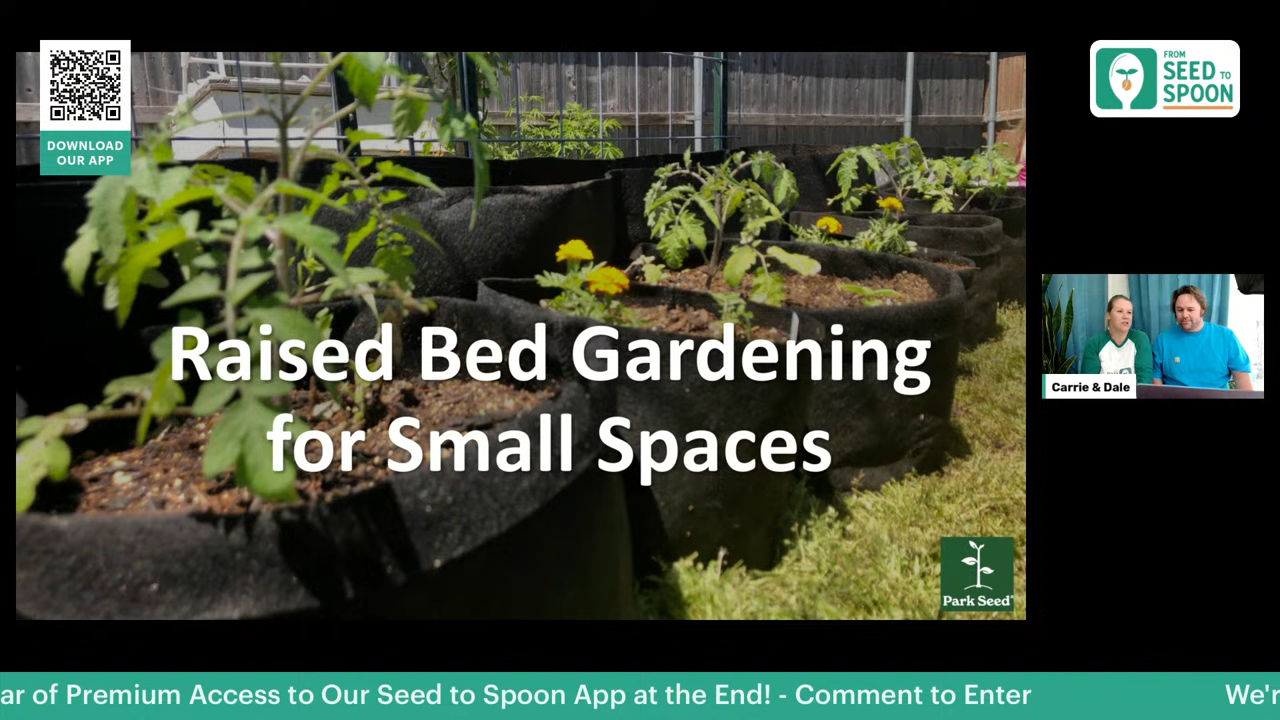 DOWNLOAD
OUR APP
FROM
SEED TO
SPOON
Raised Bed Gardening
for Small Spaces
Carrie & Dale
Park Seed
ar of Premium Access to Our Seed to Spoon App at the End! - Comment to Enter We'r